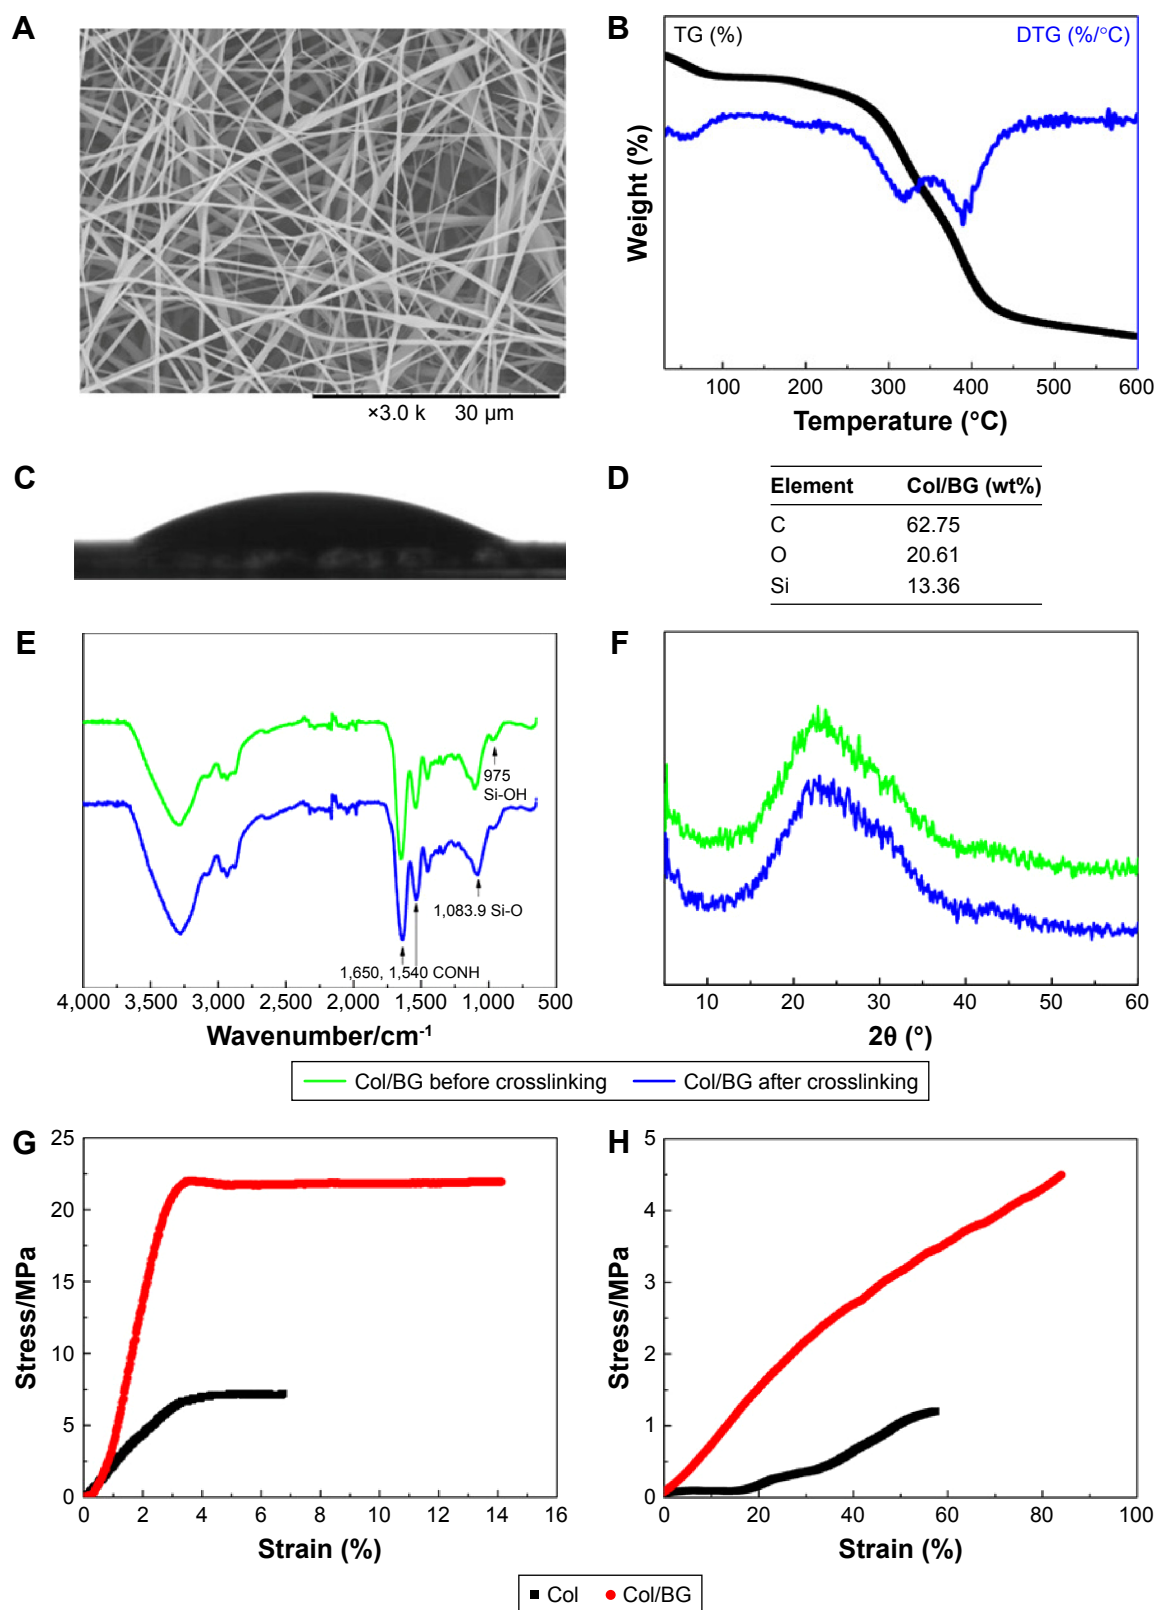 A
×3.0 k 30 μm
B
TG (%)
DTG (%/°C)
Weight (%)
100 200 300 400 500 600
Temperature (°C)
C
D
Element Col/BG (wt%)
C 62.75
O 20.61
Si 13.36
E
975
Si-OH
1,083.9 Si-O
1,650, 1,540 CONH
4,000 3,500 3,000 2,500 2,000 1,500 1,000 500
Wavenumber/cm⁻¹
F
10 20 30 40 50 60
2θ (°)
Col/BG before crosslinking Col/BG after crosslinking
G
25
20
15
10
5
0
Stress/MPa
0 2 4 6 8 10 12 14 16
Strain (%)
H
5
4
3
2
1
0
Stress/MPa
0 20 40 60 80 100
Strain (%)
Col Col/BG